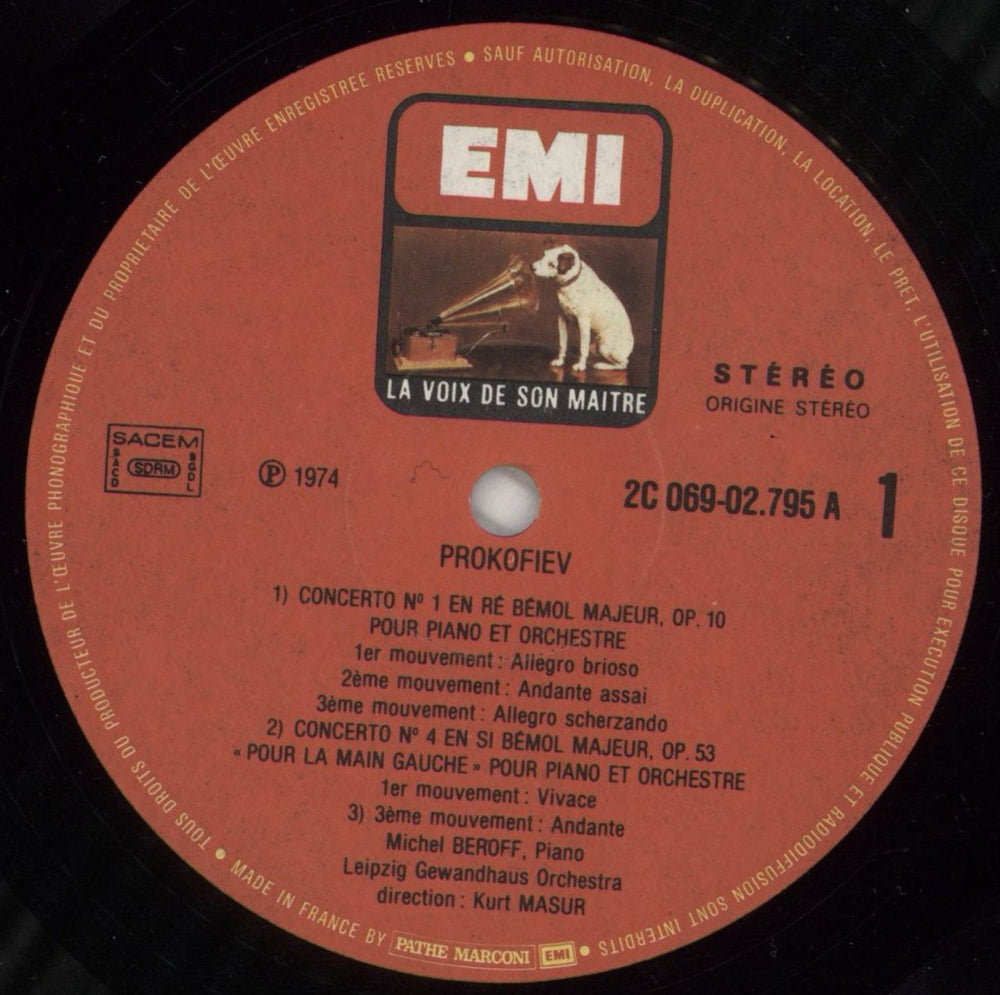 TOUS DROITS DU PRODUCTEUR DE L'ŒUVRE PHONOGRAPHIQUE ET DU PROPRIETAIRE DE L'ŒUVRE ENREGISTREE RESERVES • SAUF AUTORISATION, LA DUPLICATION, LA LOCATION, LE PRET, L'UTILISATION DE CE DISQUE POUR EXECUTION PUBLIQUE ET RADIODIFFUSION SONT INTERDITS •
EMI
LA VOIX DE SON MAITRE
STÉRÉO
ORIGINE STÉRÉO
SACEM
SACD
SDRM
SGDL
℗ 1974
2C 069-02.795 A
1
PROKOFIEV
1) CONCERTO Nº 1 EN RÉ BÉMOL MAJEUR, OP. 10
POUR PIANO ET ORCHESTRE
1er mouvement : Allegro brioso
2ème mouvement : Andante assai
3ème mouvement : Allegro scherzando
2) CONCERTO Nº 4 EN SI BÉMOL MAJEUR, OP. 53
« POUR LA MAIN GAUCHE » POUR PIANO ET ORCHESTRE
1er mouvement : Vivace
3) 3ème mouvement : Andante
Michel BEROFF, Piano
Leipzig Gewandhaus Orchestra
direction : Kurt MASUR
• MADE IN FRANCE BY PATHE MARCONI EMI